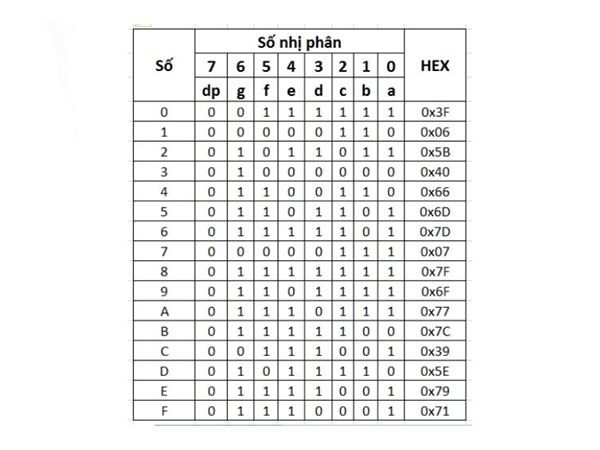 Số nhị phân
Số 7 6 5 4 3 2 1 0 HEX
dp g f e d c b a
0 0 0 1 1 1 1 1 1 0x3F
1 0 0 0 0 0 1 1 0 0x06
2 0 1 0 1 1 0 1 1 0x5B
3 0 1 0 0 0 0 0 0 0x40
4 0 1 1 0 0 1 1 0 0x66
5 0 1 1 0 1 1 0 1 0x6D
6 0 1 1 1 1 1 0 1 0x7D
7 0 0 0 0 0 1 1 1 0x07
8 0 1 1 1 1 1 1 1 0x7F
9 0 1 1 0 1 1 1 1 0x6F
A 0 1 1 1 0 1 1 1 0x77
B 0 1 1 1 1 1 0 0 0x7C
C 0 0 1 1 1 0 0 1 0x39
D 0 1 0 1 1 1 1 0 0x5E
E 0 1 1 1 1 0 0 1 0x79
F 0 1 1 1 0 0 0 1 0x71